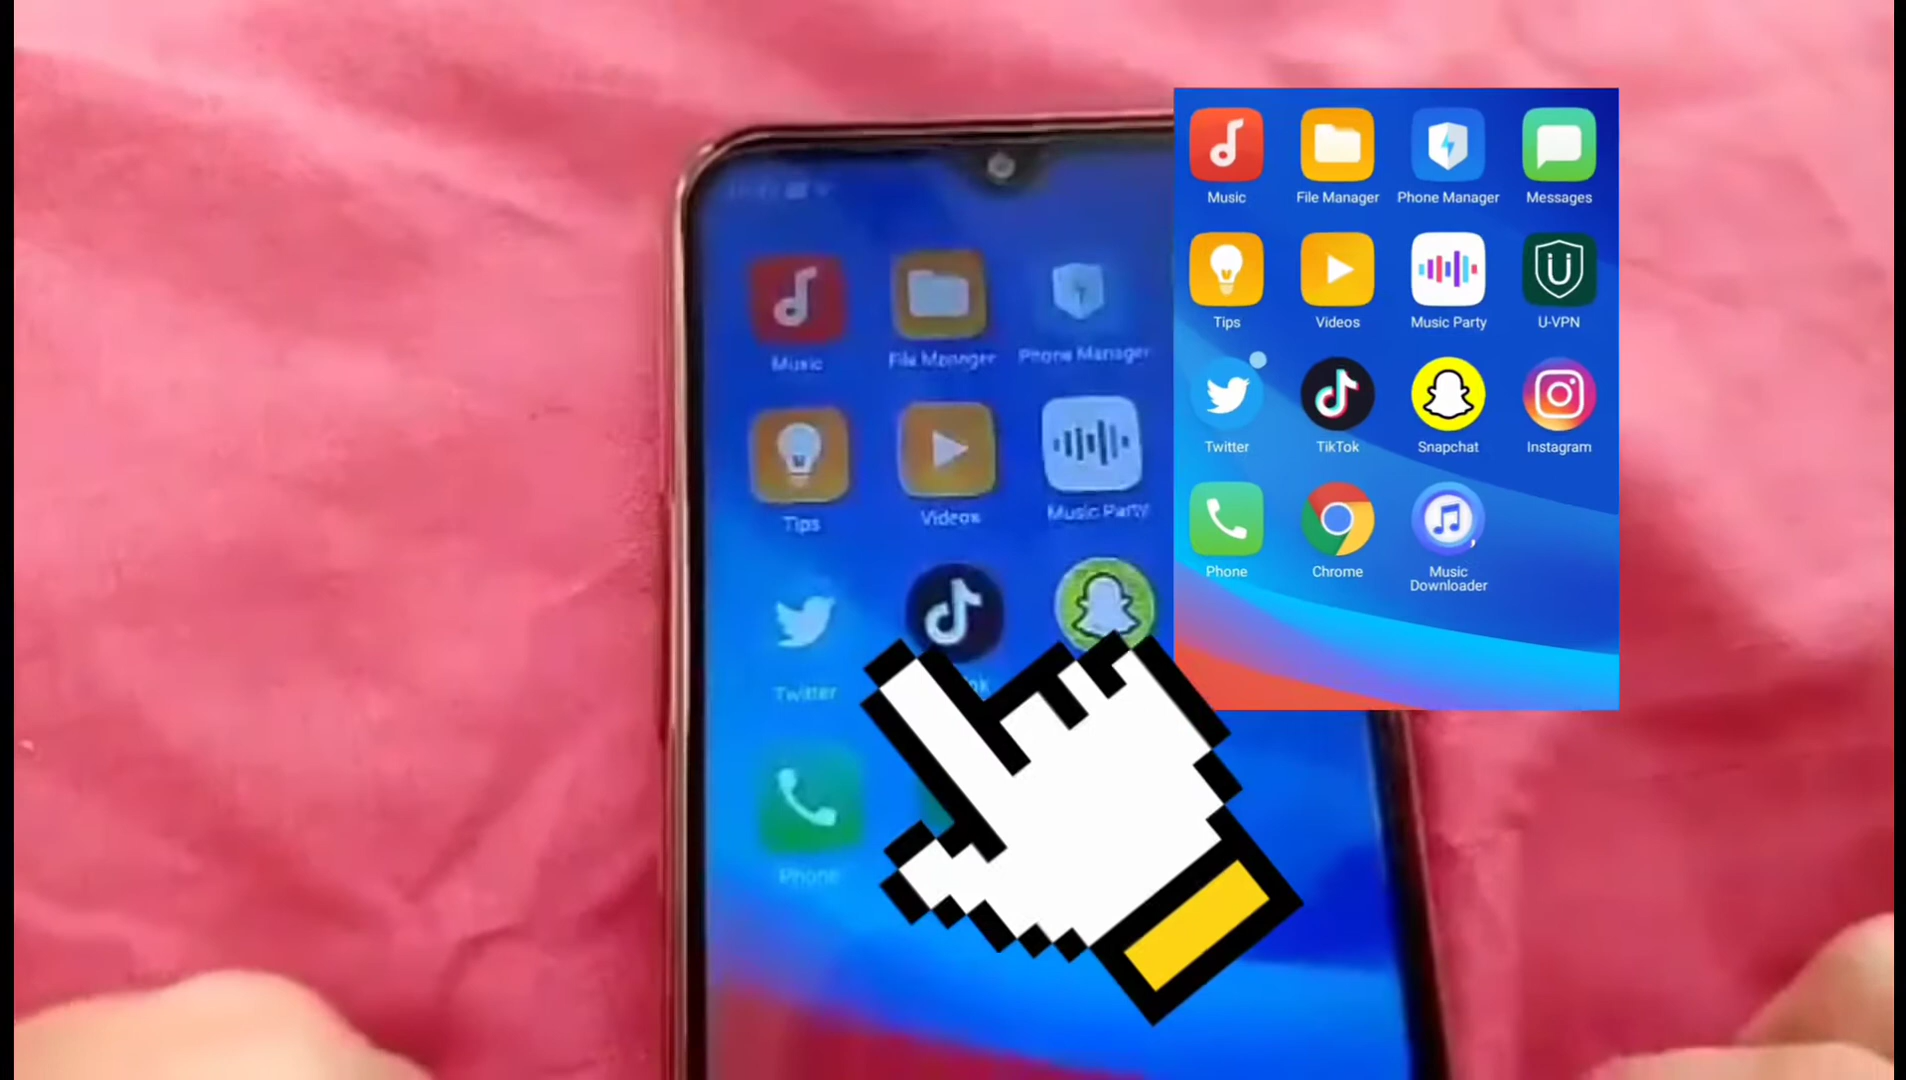 Music
File Manager
Phone Manager
Tips
Videos
Music Party
Twitter
Phone
Music
File Manager
Phone Manager
Messages
Tips
Videos
Music Party
U-VPN
Twitter
TikTok
Snapchat
Instagram
Phone
Chrome
Music
Downloader